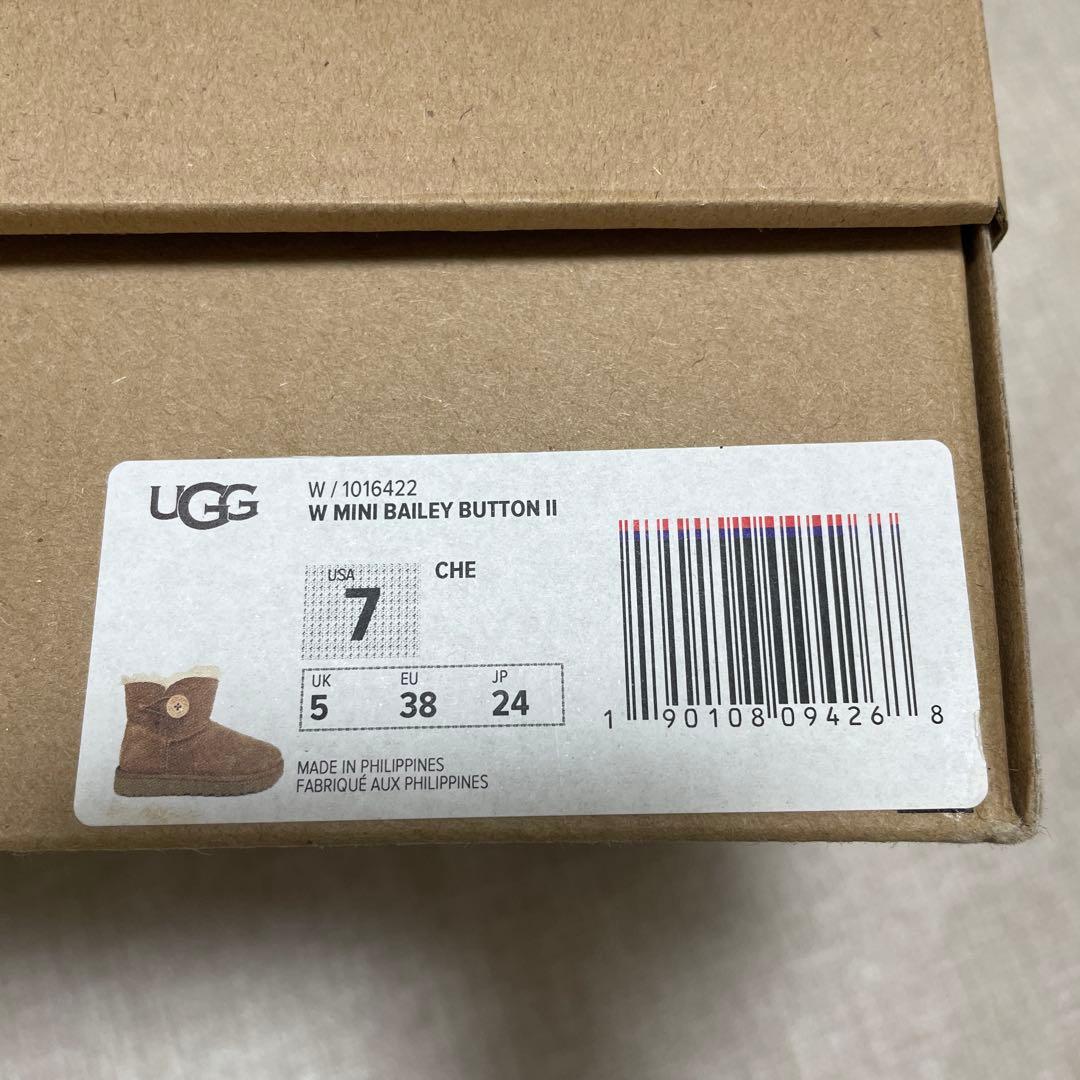 UGG
W / 1016422
W MINI BAILEY BUTTON II
USA
7
CHE
UK EU JP
5 38 24
MADE IN PHILIPPINES
FABRIQUÉ AUX PHILIPPINES
1 90108 09426 8